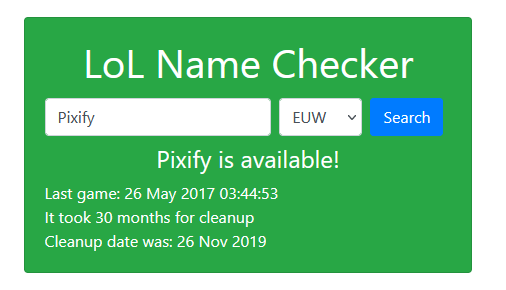 LoL Name Checker
Pixify EUW Search
Pixify is available!
Last game: 26 May 2017 03:44:53
It took 30 months for cleanup
Cleanup date was: 26 Nov 2019